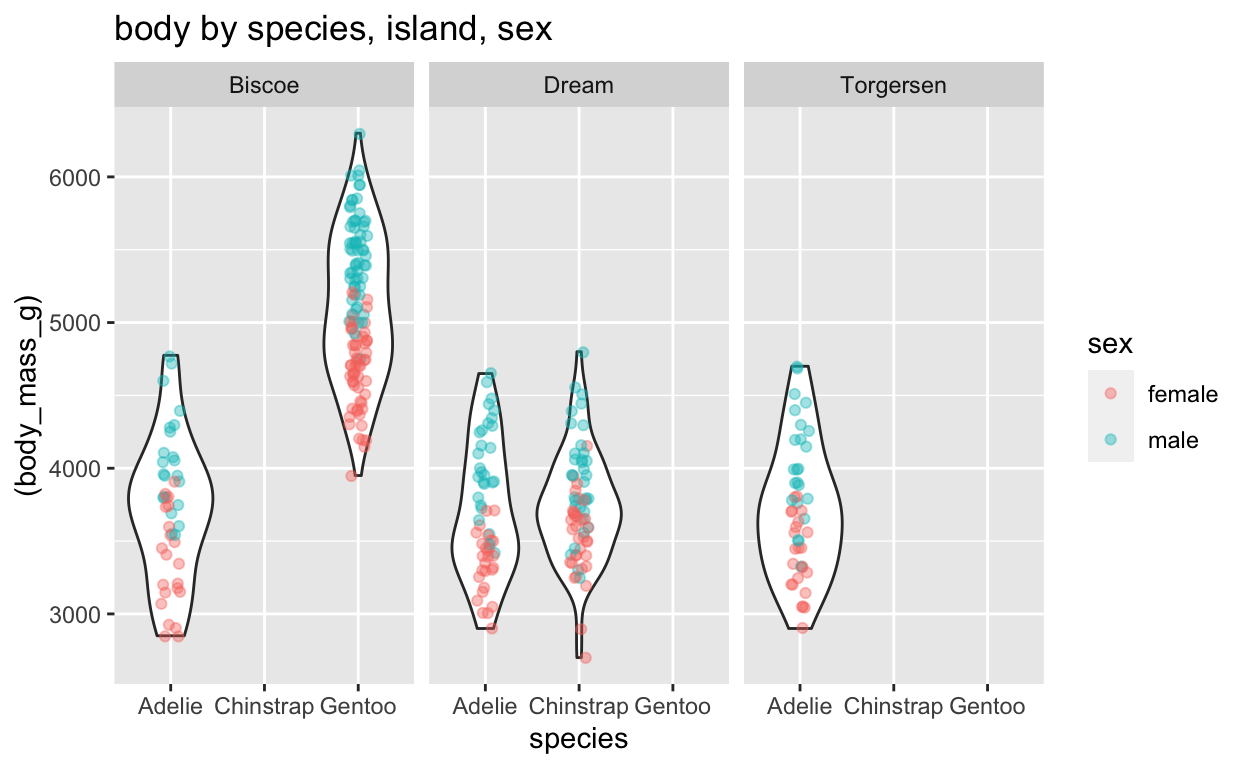 body by species, island, sex
Biscoe
Dream
Torgersen
6000
5000
4000
3000
(body_mass_g)
Adelie Chinstrap Gentoo
Adelie Chinstrap Gentoo
Adelie Chinstrap Gentoo
species
sex
female
male